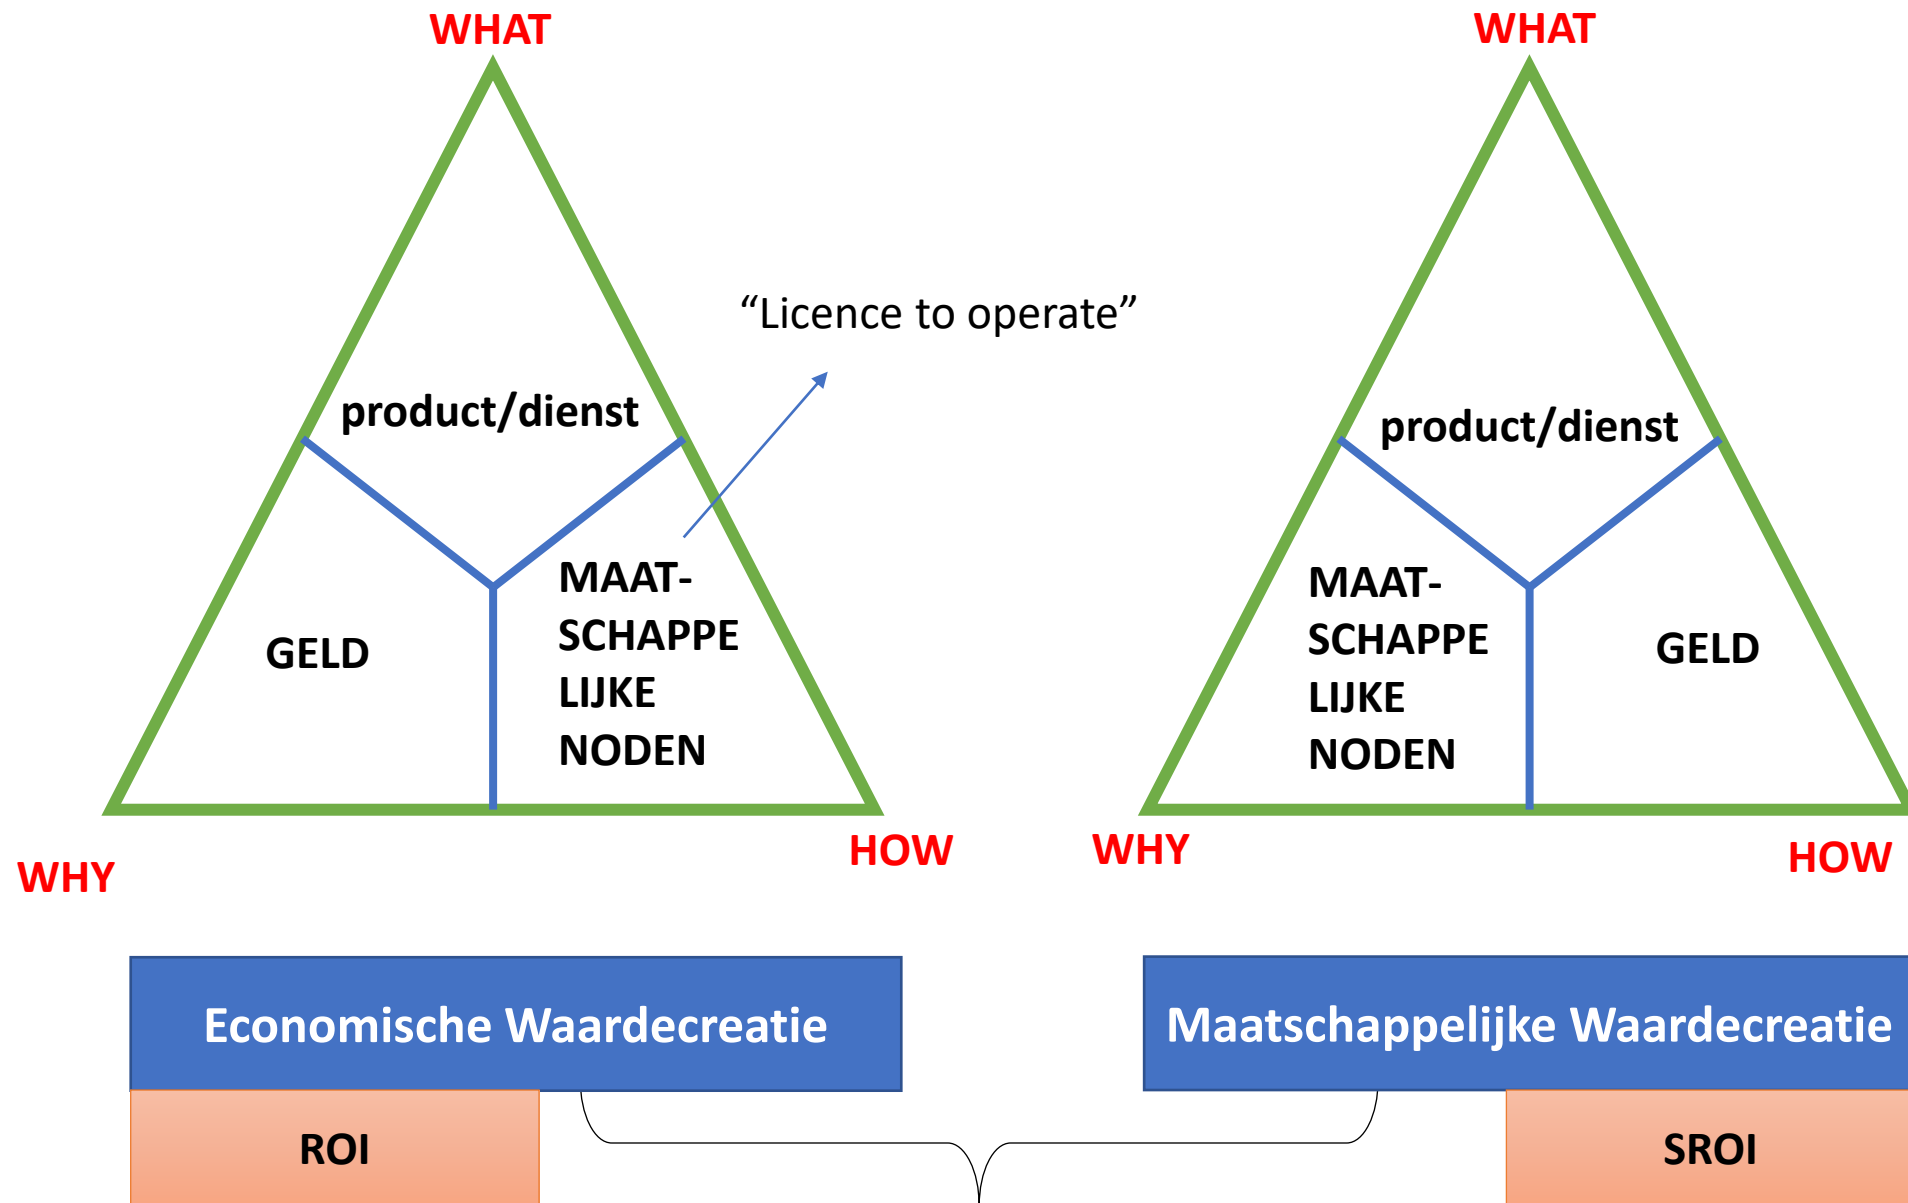 WHAT
product/dienst
GELD
MAAT-
SCHAPPE
LIJKE
NODEN
WHY
HOW
“Licence to operate”
WHAT
product/dienst
MAAT-
SCHAPPE
LIJKE
NODEN
GELD
WHY
HOW
Economische Waardecreatie
ROI
Maatschappelijke Waardecreatie
SROI